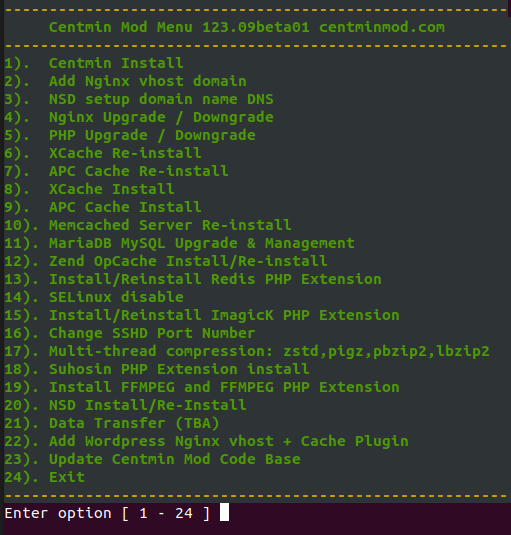 --------------------------------------------------------
Centmin Mod Menu 123.09beta01 centminmod.com
--------------------------------------------------------
1). Centmin Install
2). Add Nginx vhost domain
3). NSD setup domain name DNS
4). Nginx Upgrade / Downgrade
5). PHP Upgrade / Downgrade
6). XCache Re-install
7). APC Cache Re-install
8). XCache Install
9). APC Cache Install
10). Memcached Server Re-install
11). MariaDB MySQL Upgrade & Management
12). Zend OpCache Install/Re-install
13). Install/Reinstall Redis PHP Extension
14). SELinux disable
15). Install/Reinstall ImagicK PHP Extension
16). Change SSHD Port Number
17). Multi-thread compression: zstd,pigz,pbzip2,lbzip2
18). Suhosin PHP Extension install
19). Install FFMPEG and FFMPEG PHP Extension
20). NSD Install/Re-Install
21). Data Transfer (TBA)
22). Add Wordpress Nginx vhost + Cache Plugin
23). Update Centmin Mod Code Base
24). Exit
--------------------------------------------------------
Enter option [ 1 - 24 ]